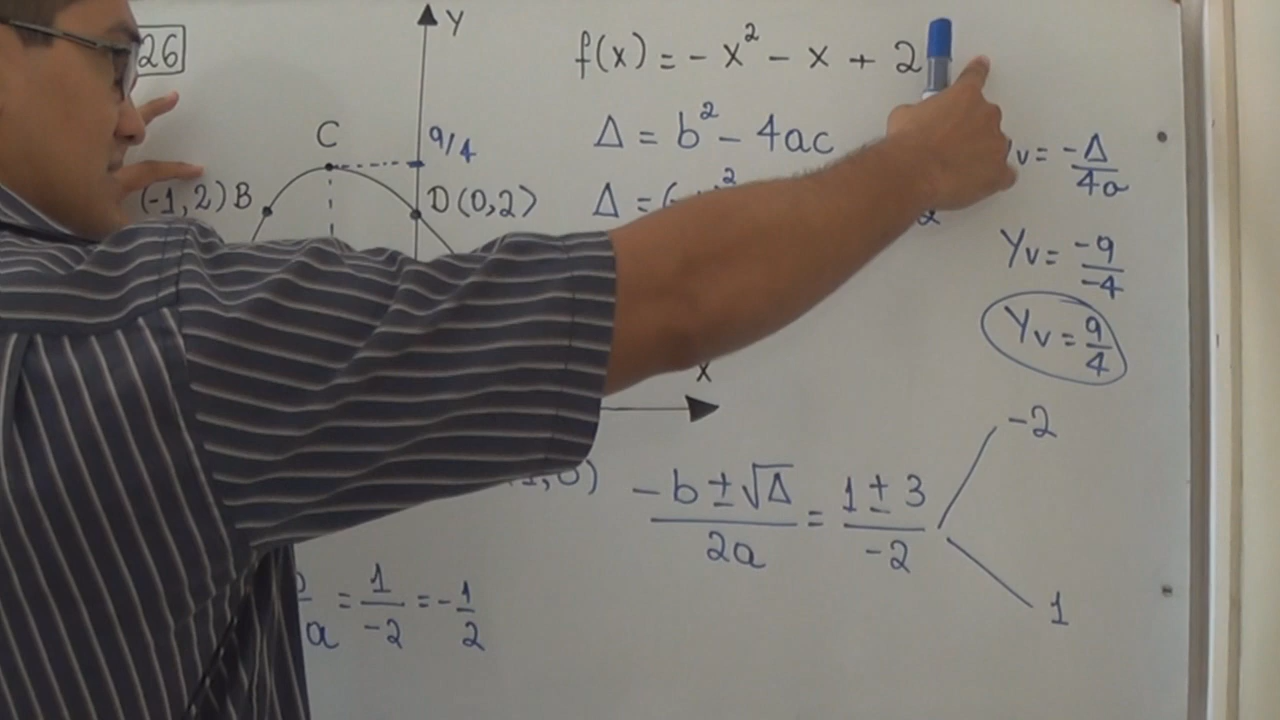 26
Y
f(x) = - x² - x + 2
C
9/4
Δ = b² - 4ac
(-1,2) B
D(0,2)
Δ = (
2
v = -Δ/4a
Yv = -9/-4
Yv = 9/4
X
-2
-b ± √Δ / 2a = 1 ± 3 / -2
1
a = 1/-2 = - 1/2